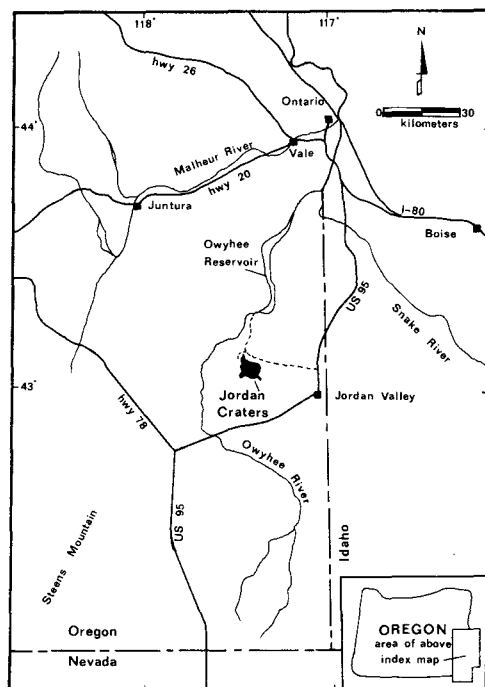 118°
117°
N
hwy 26
Ontario
0
30
kilometers
44°
Malheur River
Vale
hwy 20
Juntura
I-80
Boise
Owyhee
Reservoir
US 95
Snake River
43°
Jordan
Craters
Jordan Valley
hwy 78
Owyhee River
US 95
Steens Mountain
Idaho
Oregon
Nevada
OREGON
area of above
index map